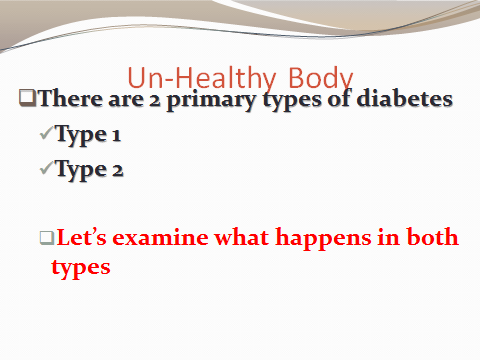 Un-Healthy Body
There are 2 primary types of diabetes
Type 1
Type 2
Let's examine what happens in both
types